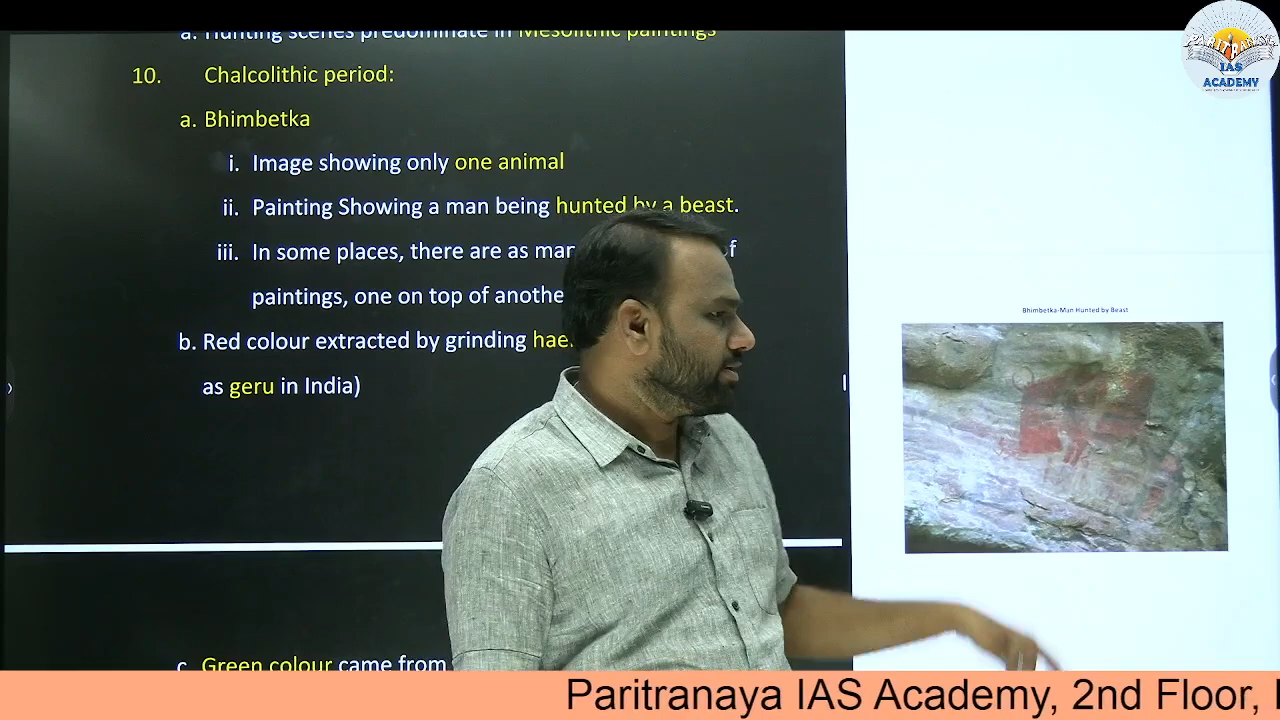 a. Hunting scenes predominate in Mesolithic paintings
10. Chalcolithic period:
a. Bhimbetka
i. Image showing only one animal
ii. Painting Showing a man being hunted by a beast.
iii. In some places, there are as
paintings, one on top of
b. Red colour extracted by grinding
as geru in India)
c. Green colour came from
Bhimbetka-Man Hunted by Beast
IAS
ACADEMY
Paritranaya IAS Academy, 2nd Floor,